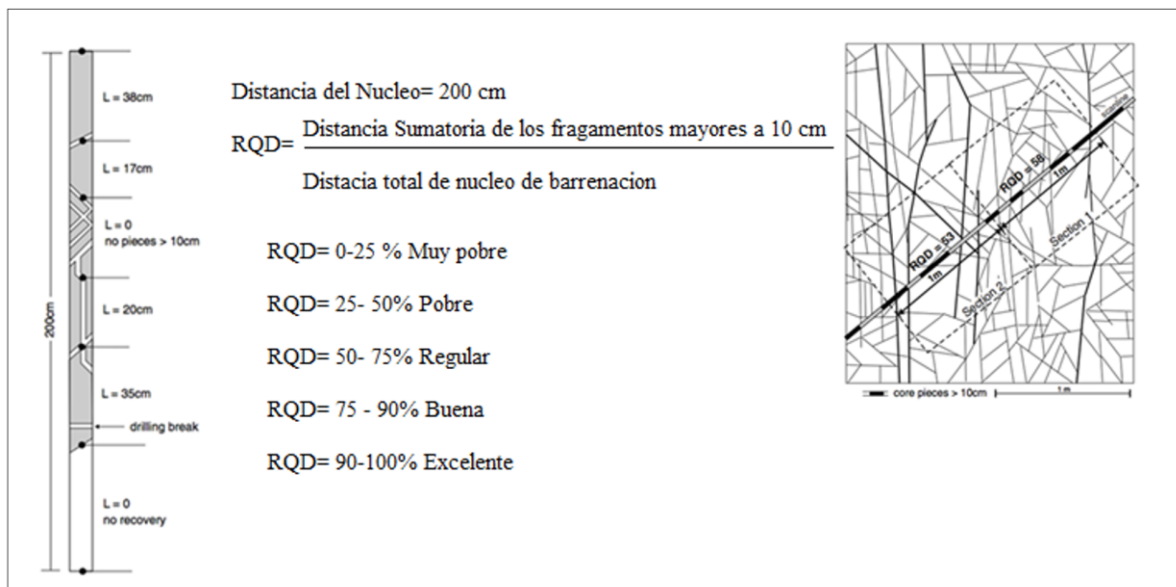 200cm
L = 38cm
L = 17cm
L = 0
no pieces > 10cm
L = 20cm
L = 35cm
drilling break
L = 0
no recovery
Distancia del Nucleo= 200 cm
RQD= Distancia Sumatoria de los fragamentos mayores a 10 cm
Distacia total de nucleo de barrenacion
RQD= 0-25 % Muy pobre
RQD= 25- 50% Pobre
RQD= 50- 75% Regular
RQD= 75 - 90% Buena
RQD= 90-100% Excelente
scanline
RQD = 58
1m
Section 1
RQD = 53
1m
Section 2
core pieces > 10cm
1 m